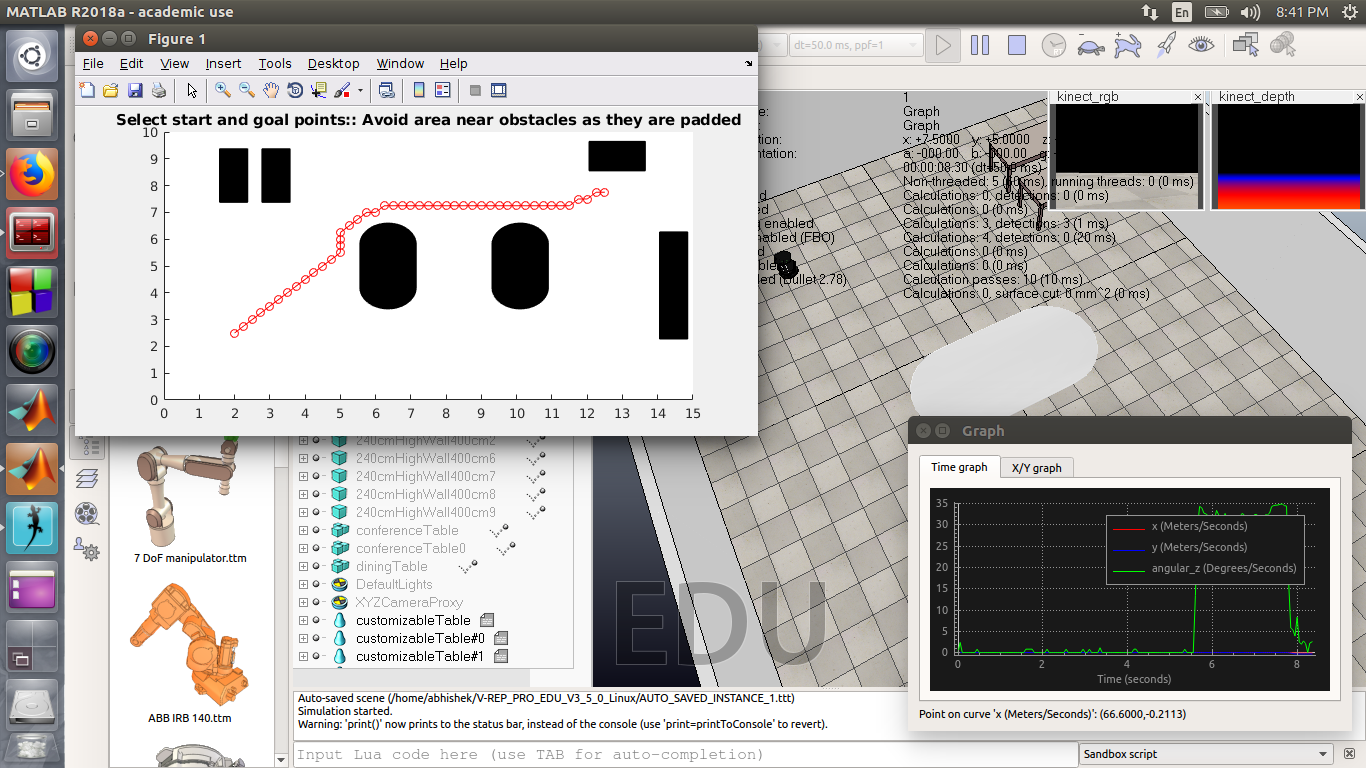 MATLAB R2018a - academic use
En
8:41 PM
Figure 1
File Edit View Insert Tools Desktop Window Help
dt=50.0 ms, ppf=1
Select start and goal points:: Avoid area near obstacles as they are padded
10
9
8
7
6
5
4
3
2
1
0
0 1 2 3 4 5 6 7 8 9 10 11 12 13 14 15
kinect_rgb
kinect_depth
1
Graph
Graph
x: +7.5000 y: +5.0000
00:00:08.30 (dt=50.0 ms)
Non-threaded: 5 (0 ms), running threads: 0 (0 ms)
Calculations: 0, detections: 0 (0 ms)
Calculations: 0 (0 ms)
enabled
Calculations: 3, detections: 3 (1 ms)
(FBO)
Calculations: 4, detections: 0 (20 ms)
Calculations: 0 (0 ms)
Calculations: 0 (0 ms)
(Bullet 2.78)
Calculation passes: 10 (10 ms)
Calculations: 0, surface cut: 0 mm^2 (0 ms)
7 DoF manipulator.ttm
ABB IRB 140.ttm
240cmHighWall400cm2
240cmHighWall400cm6
240cmHighWall400cm7
240cmHighWall400cm8
240cmHighWall400cm9
conferenceTable
conferenceTable0
diningTable
DefaultLights
XYZCameraProxy
customizableTable
customizableTable#0
customizableTable#1
EDU
Graph
Time graph X/Y graph
35
30
25
20
15
10
5
0
x (Meters/Seconds)
y (Meters/Seconds)
angular_z (Degrees/Seconds)
0 2 4 6 8
Time (seconds)
Point on curve 'x (Meters/Seconds)': (66.6000,-0.2113)
Auto-saved scene (/home/abhishek/V-REP_PRO_EDU_V3_5_0_Linux/AUTO_SAVED_INSTANCE_1.ttt)
Simulation started.
Warning: 'print()' now prints to the status bar, instead of the console (use 'print=printToConsole' to revert).
Input Lua code here (use TAB for auto-completion)
Sandbox script